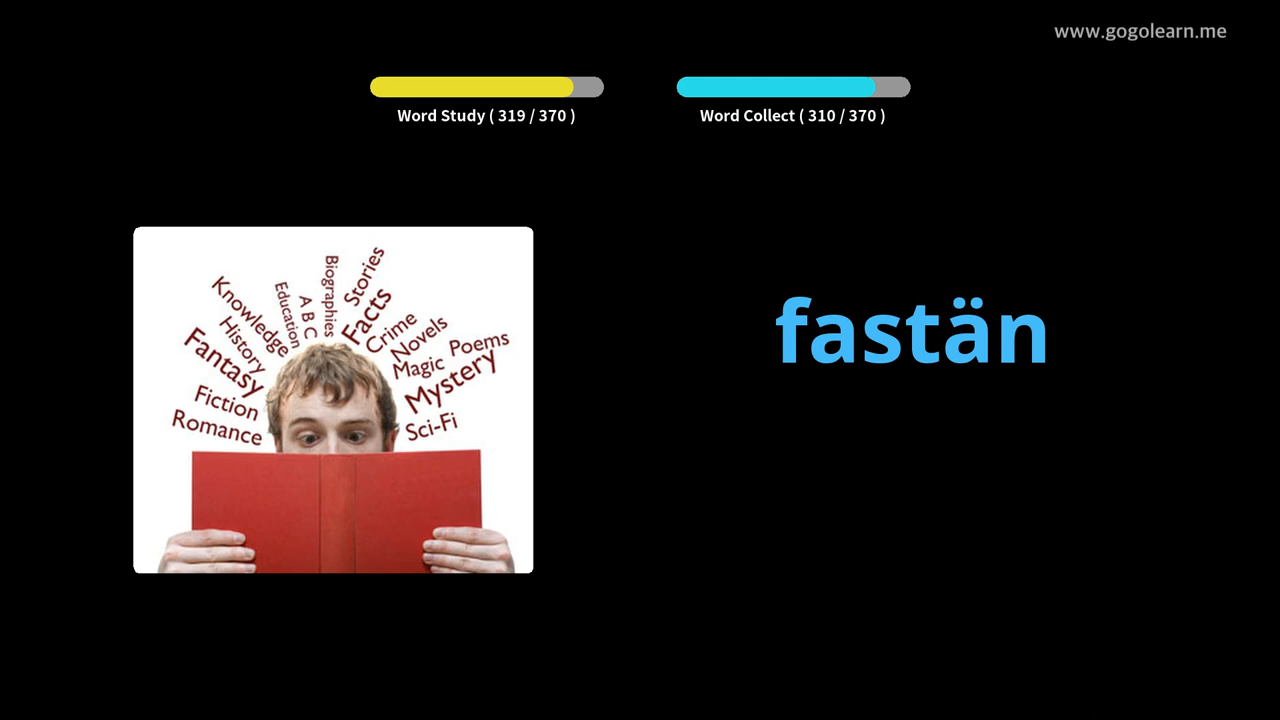 www.gogolearn.me
Word Study ( 319 / 370 )
Word Collect ( 310 / 370 )
fastän
Biographies
Stories
Education
A B C
Facts
Knowledge
History
Crime
Novels
Fantasy
Magic
Poems
Mystery
Fiction
Romance
Sci-Fi